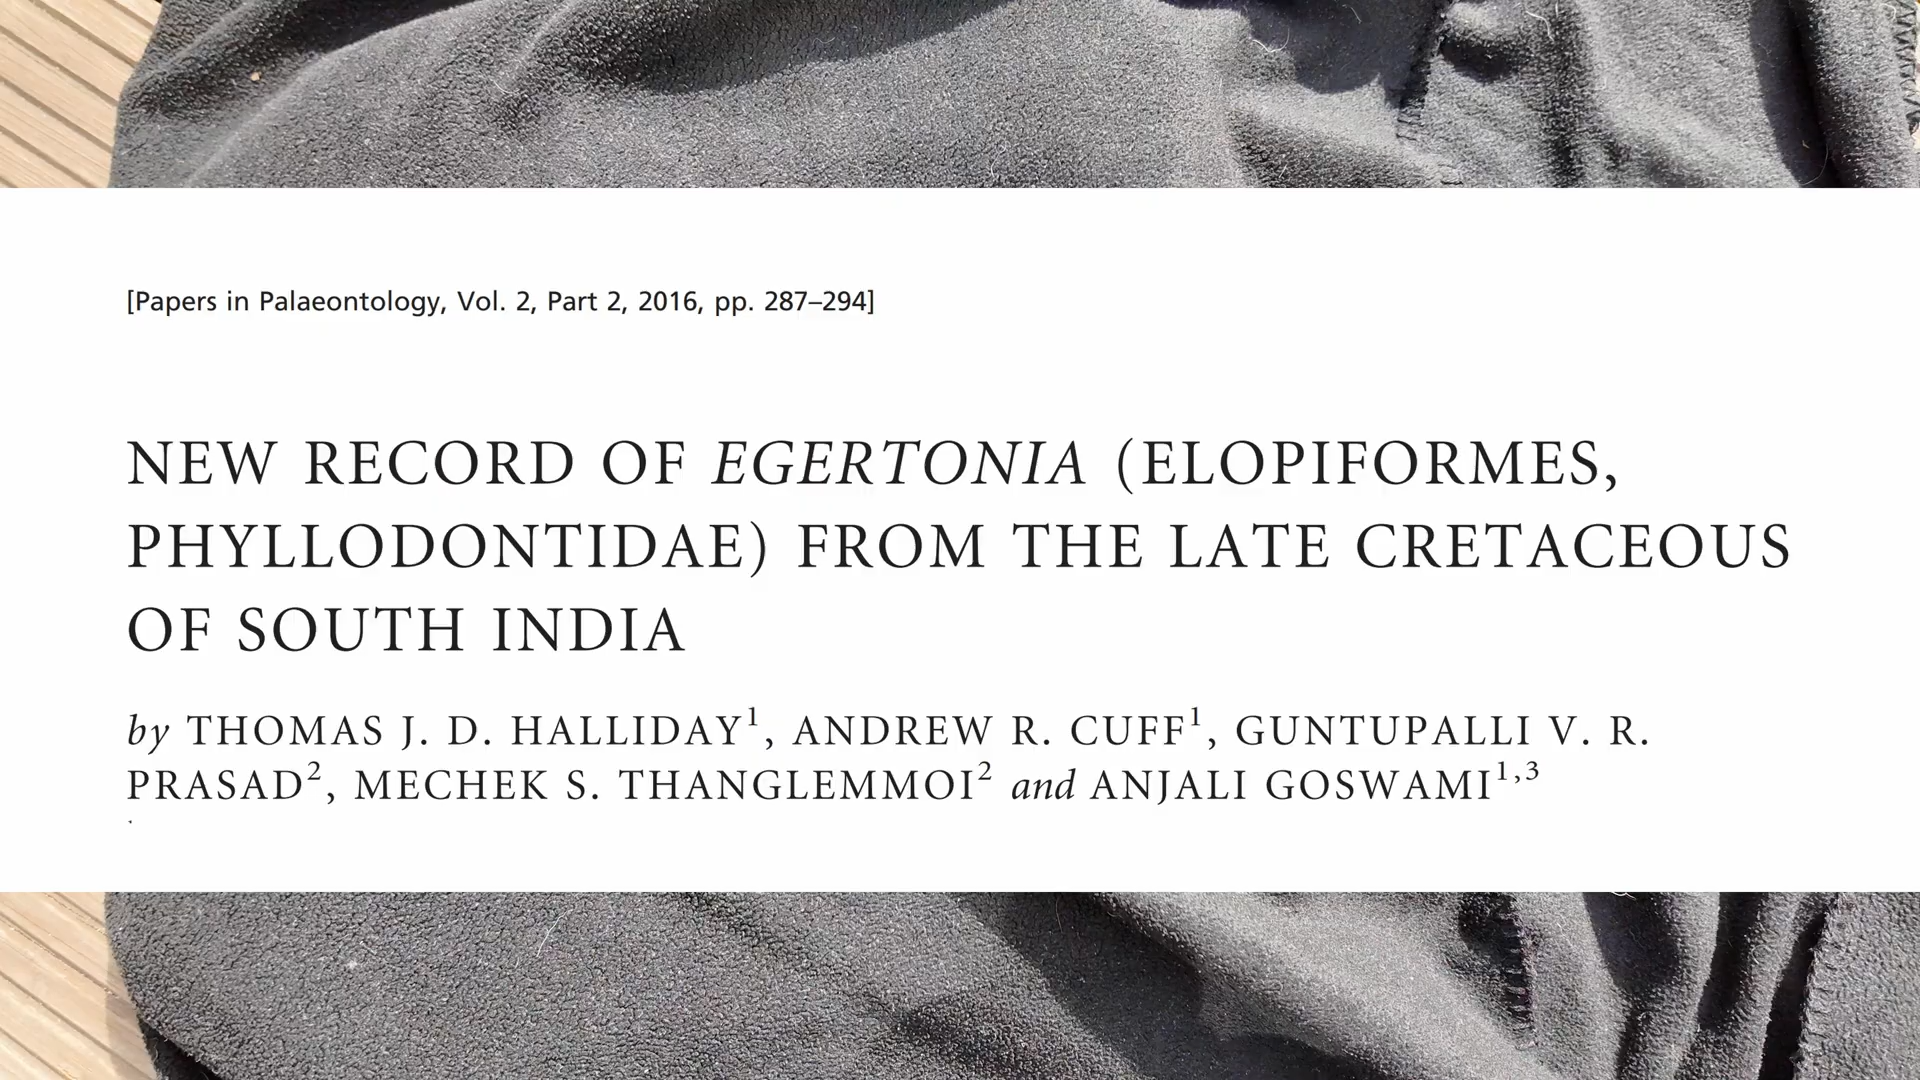 [Papers in Palaeontology, Vol. 2, Part 2, 2016, pp. 287–294]
NEW RECORD OF EGERTONIA (ELOPIFORMES,
PHYLLODONTIDAE) FROM THE LATE CRETACEOUS
OF SOUTH INDIA
by THOMAS J. D. HALLIDAY¹, ANDREW R. CUFF¹, GUNTUPALLI V. R.
PRASAD², MECHEK S. THANGLEMMOI² and ANJALI GOSWAMI¹,³